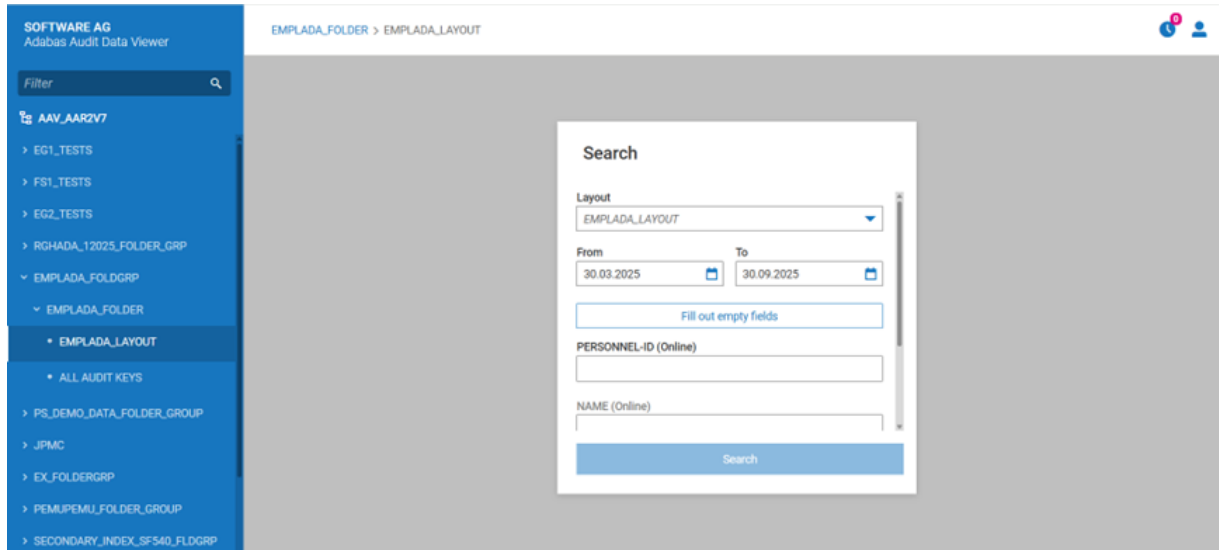 SOFTWARE AG
Adabas Audit Data Viewer
EMPLADA_FOLDER > EMPLADA_LAYOUT
0
Filter
AAV_AAR2V7
> EG1_TESTS
> FS1_TESTS
> EG2_TESTS
> RGHADA_12025_FOLDER_GRP
EMPLADA_FOLDGRP
EMPLADA_FOLDER
• EMPLADA_LAYOUT
• ALL AUDIT KEYS
> PS_DEMO_DATA_FOLDER_GROUP
> JPMC
> EX_FOLDERGRP
> PEMUPEMU_FOLDER_GROUP
> SECONDARY_INDEX_SF540_FLDGRP
Search
Layout
EMPLADA_LAYOUT
From To
30.03.2025 30.09.2025
Fill out empty fields
PERSONNEL-ID (Online)
NAME (Online)
Search